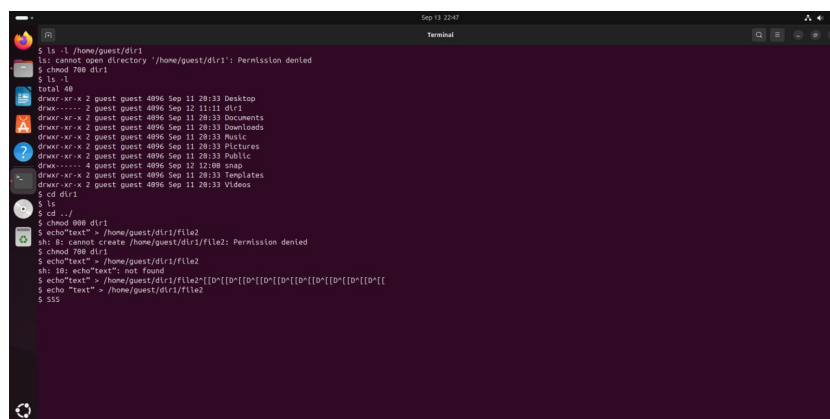 Sep 13 22:47
Terminal
$ ls -l /home/guest/dir1
ls: cannot open directory '/home/guest/dir1': Permission denied
$ chmod 700 dir1
$ ls -l
total 40
drwxr-xr-x 2 guest guest 4096 Sep 11 20:33 Desktop
drwx------ 2 guest guest 4096 Sep 12 11:11 dir1
drwxr-xr-x 2 guest guest 4096 Sep 11 20:33 Documents
drwxr-xr-x 2 guest guest 4096 Sep 11 20:33 Downloads
drwxr-xr-x 2 guest guest 4096 Sep 11 20:33 Music
drwxr-xr-x 2 guest guest 4096 Sep 11 20:33 Pictures
drwxr-xr-x 2 guest guest 4096 Sep 11 20:33 Public
drwx------ 4 guest guest 4096 Sep 12 12:00 snap
drwxr-xr-x 2 guest guest 4096 Sep 11 20:33 Templates
drwxr-xr-x 2 guest guest 4096 Sep 11 20:33 Videos
$ cd dir1
$ ls
$ cd ../
$ chmod 000 dir1
$ echo"text" > /home/guest/dir1/file2
sh: 8: cannot create /home/guest/dir1/file2: Permission denied
$ chmod 700 dir1
$ echo"text" > /home/guest/dir1/file2
sh: 10: echo"text": not found
$ echo"text" > /home/guest/dir1/file2^[[D^[[D^[[D^[[D^[[D^[[D^[[D^[[D^[[D^[[D^[[
$ echo "text" > /home/guest/dir1/file2
$ SSS